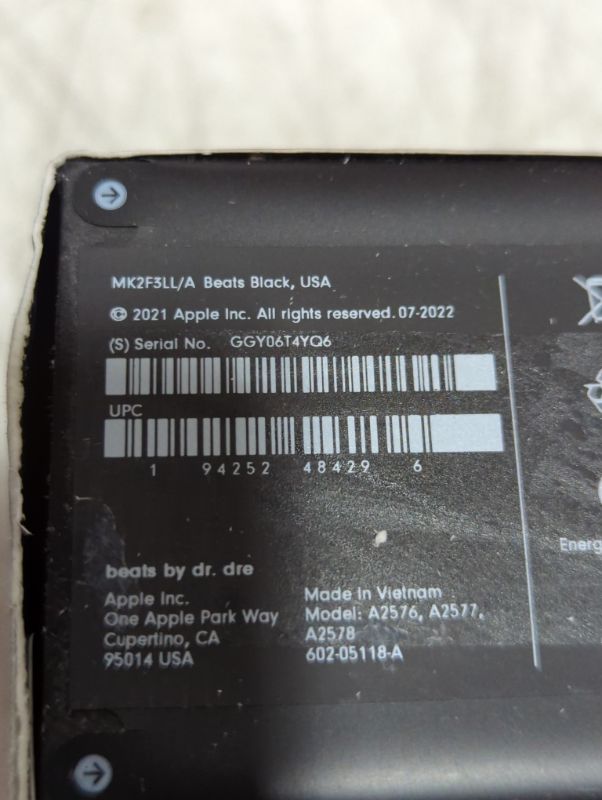 MK2F3LL/A Beats Black, USA
© 2021 Apple Inc. All rights reserved. 07-2022
(S) Serial No. GGY06T4YQ6
UPC
1 94252 48429 6
Energ
beats by dr. dre
Apple Inc.
One Apple Park Way
Cupertino, CA
95014 USA
Made in Vietnam
Model: A2576, A2577,
A2578
602-05118-A